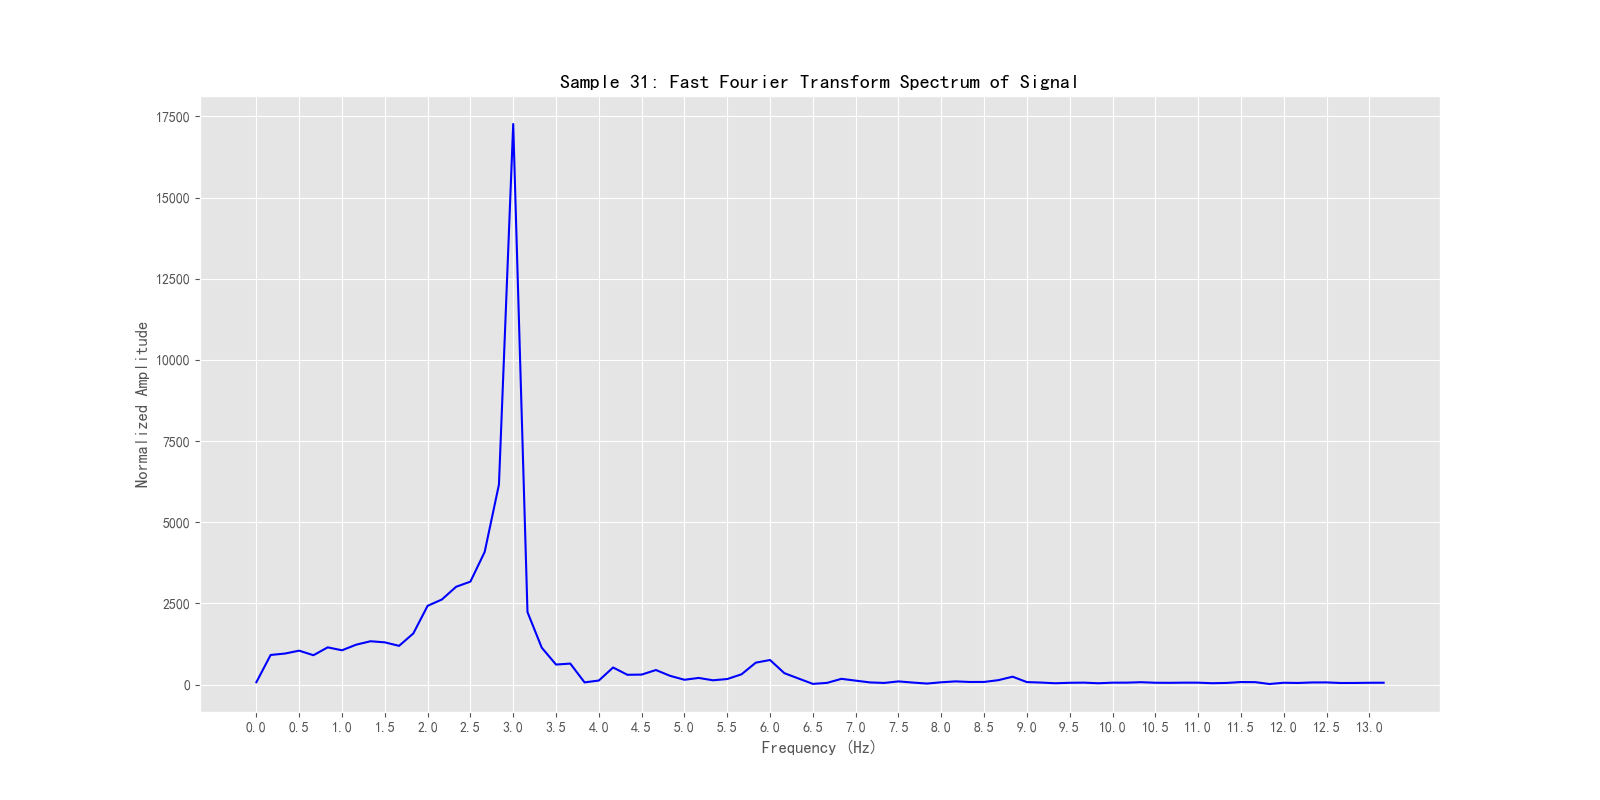 Sample 31: Fast Fourier Transform Spectrum of Signal
17500
15000
12500
10000
7500
5000
2500
0
Normalized Amplitude
0.0 0.5 1.0 1.5 2.0 2.5 3.0 3.5 4.0 4.5 5.0 5.5 6.0 6.5 7.0 7.5 8.0 8.5 9.0 9.5 10.0 10.5 11.0 11.5 12.0 12.5 13.0
Frequency (Hz)